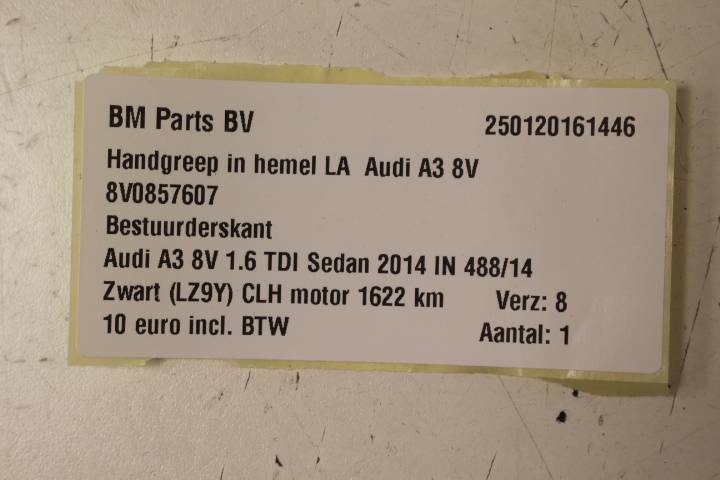 BM Parts BV 250120161446
Handgreep in hemel LA Audi A3 8V
8V0857607
Bestuurderskant
Audi A3 8V 1.6 TDI Sedan 2014 IN 488/14
Zwart (LZ9Y) CLH motor 1622 km Verz: 8
10 euro incl. BTW Aantal: 1